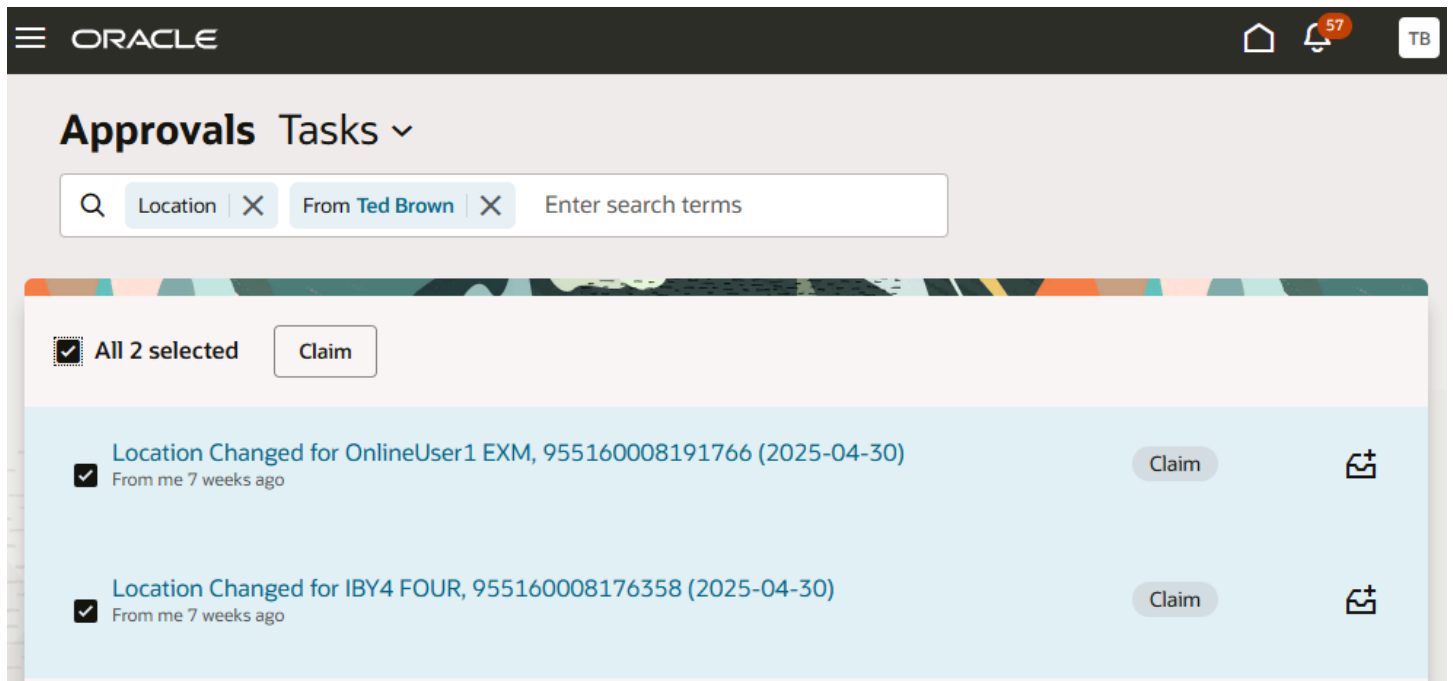 ORACLE
57
TB
Approvals Tasks
Location From Ted Brown Enter search terms
All 2 selected Claim
Location Changed for OnlineUser1 EXM, 955160008191766 (2025-04-30)
From me 7 weeks ago
Claim
Location Changed for IBY4 FOUR, 955160008176358 (2025-04-30)
From me 7 weeks ago
Claim